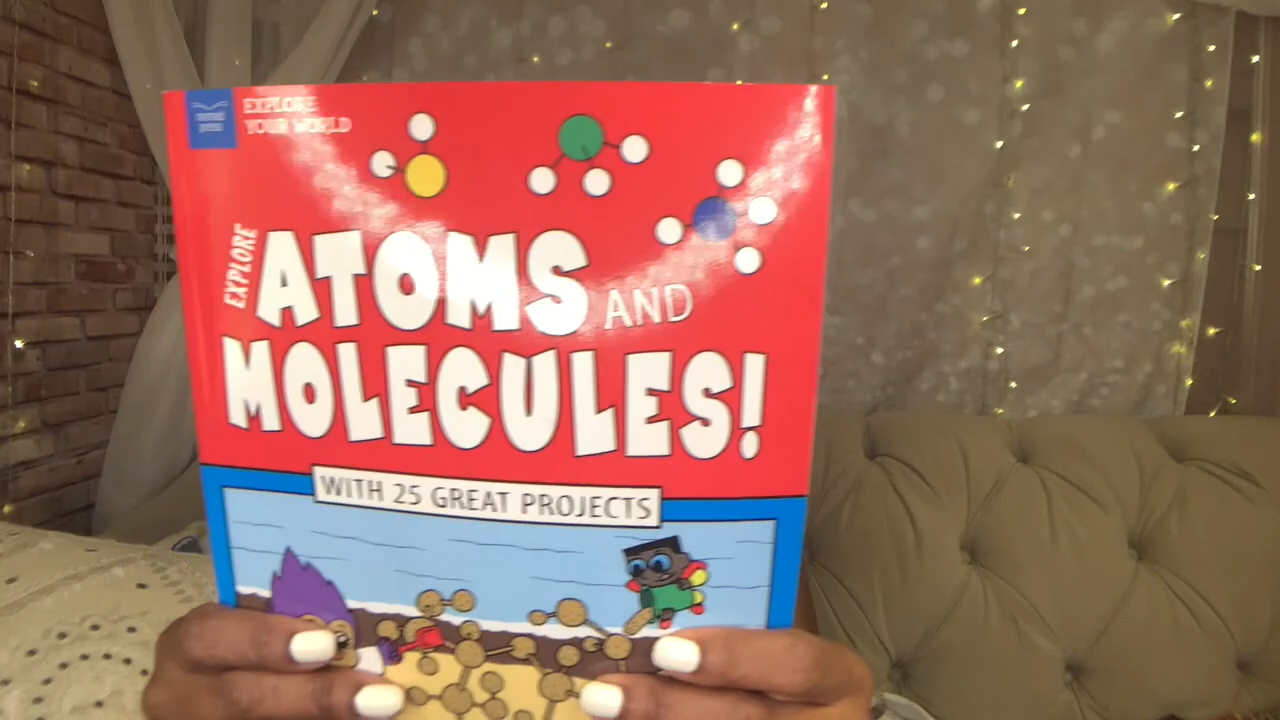 EXPLORE
YOUR WORLD
EXPLORE
ATOMS AND
MOLECULES!
WITH 25 GREAT PROJECTS